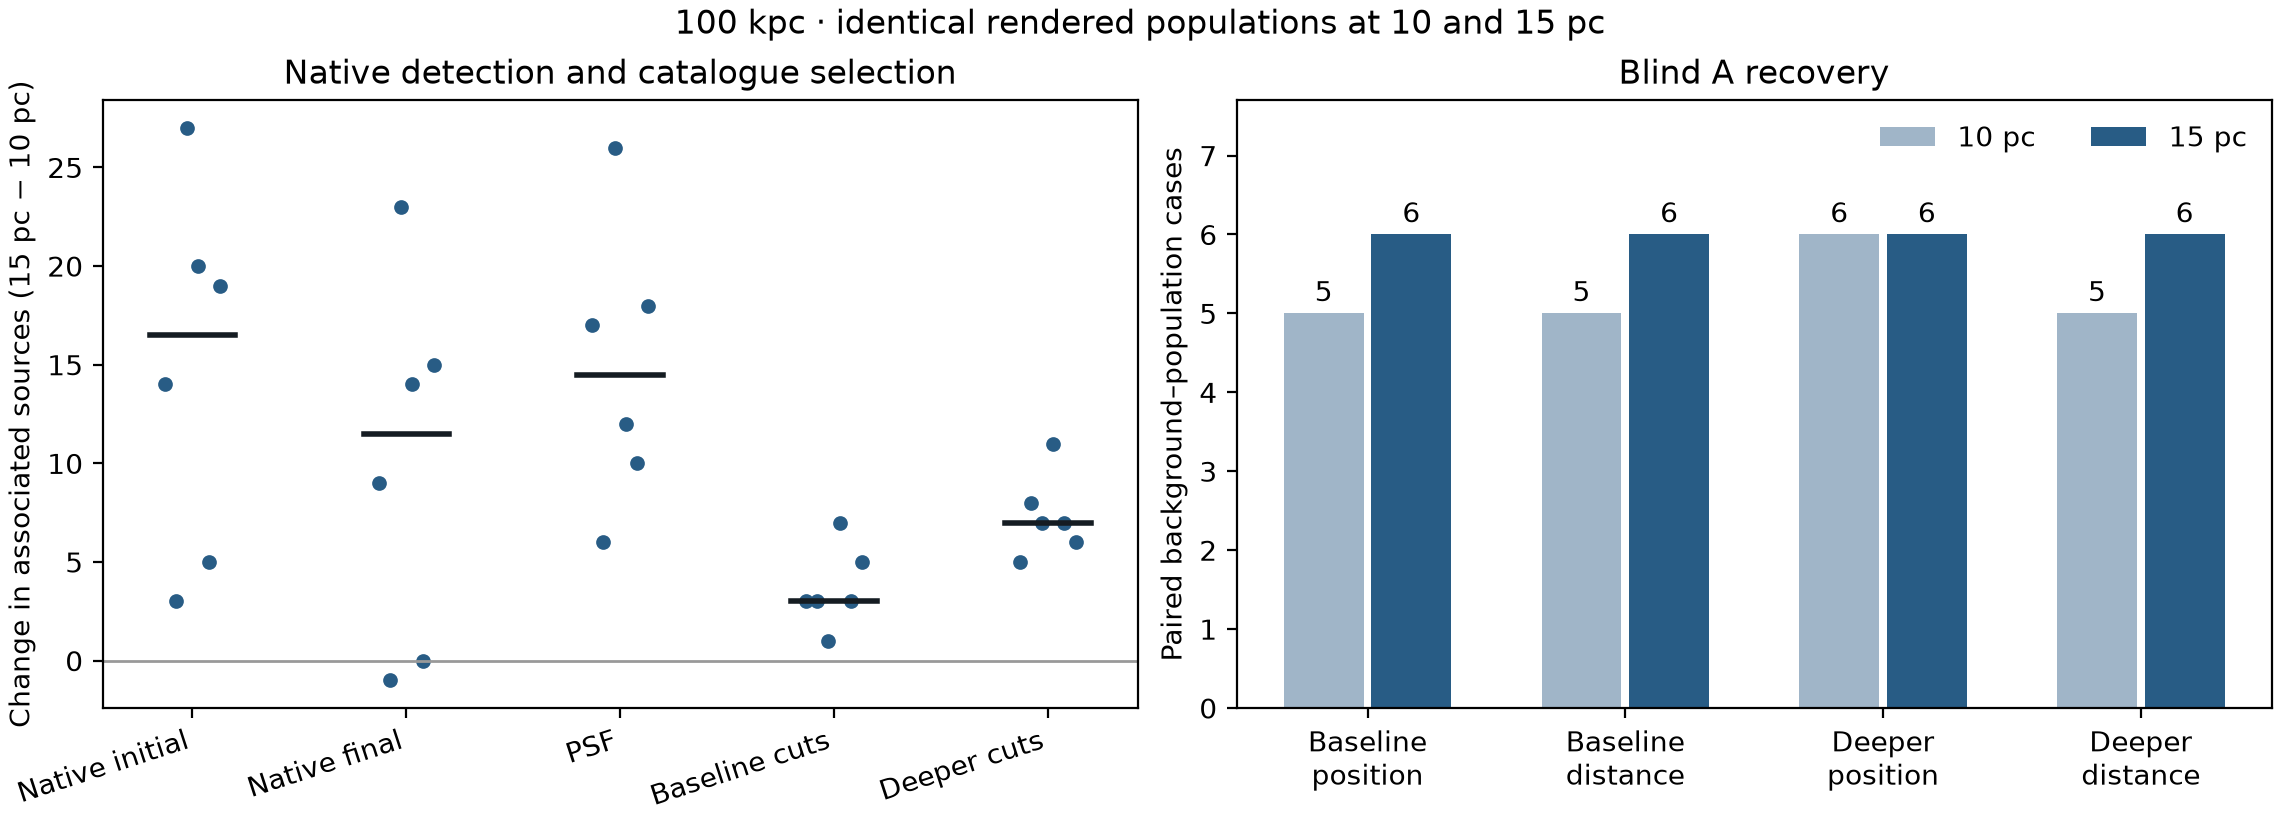 100 kpc · identical rendered populations at 10 and 15 pc
Native detection and catalogue selection
Change in associated sources (15 pc − 10 pc)
25
20
15
10
5
0
Native initial
Native final
PSF
Baseline cuts
Deeper cuts
Blind A recovery
Paired background–population cases
7
6
5
4
3
2
1
0
10 pc
15 pc
5
6
5
6
6
6
5
6
Baseline
position
Baseline
distance
Deeper
position
Deeper
distance